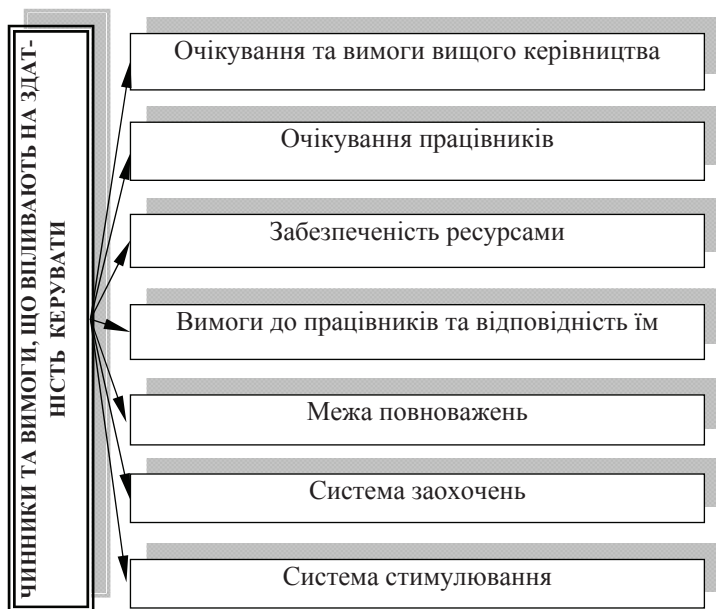 ЧИННИКИ ТА ВИМОГИ, ЩО ВПЛИВАЮТЬ НА ЗДАТ-
НІСТЬ КЕРУВАТИ
Очікування та вимоги вищого керівництва
Очікування працівників
Забезпеченість ресурсами
Вимоги до працівників та відповідність їм
Межа повноважень
Система заохочень
Система стимулювання